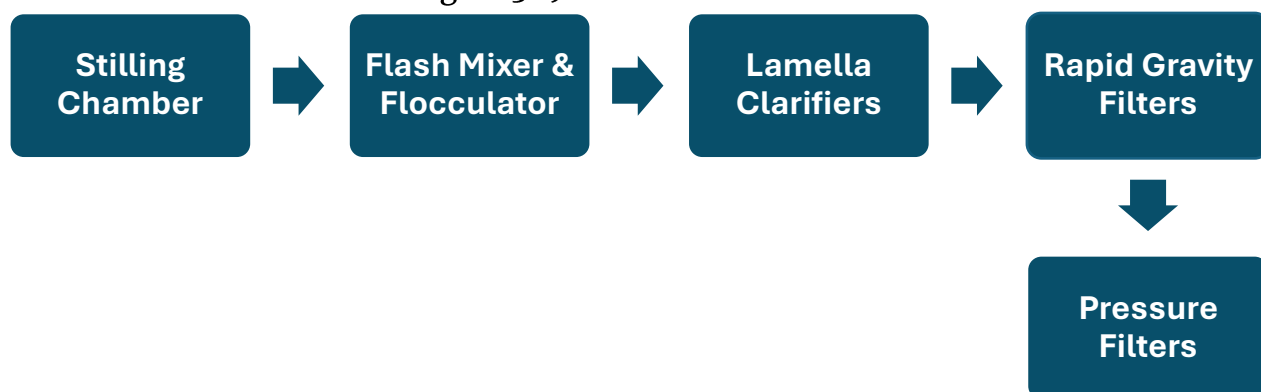 Stilling
Chamber
Flash Mixer &
Flocculator
Lamella
Clarifiers
Rapid Gravity
Filters
Pressure
Filters